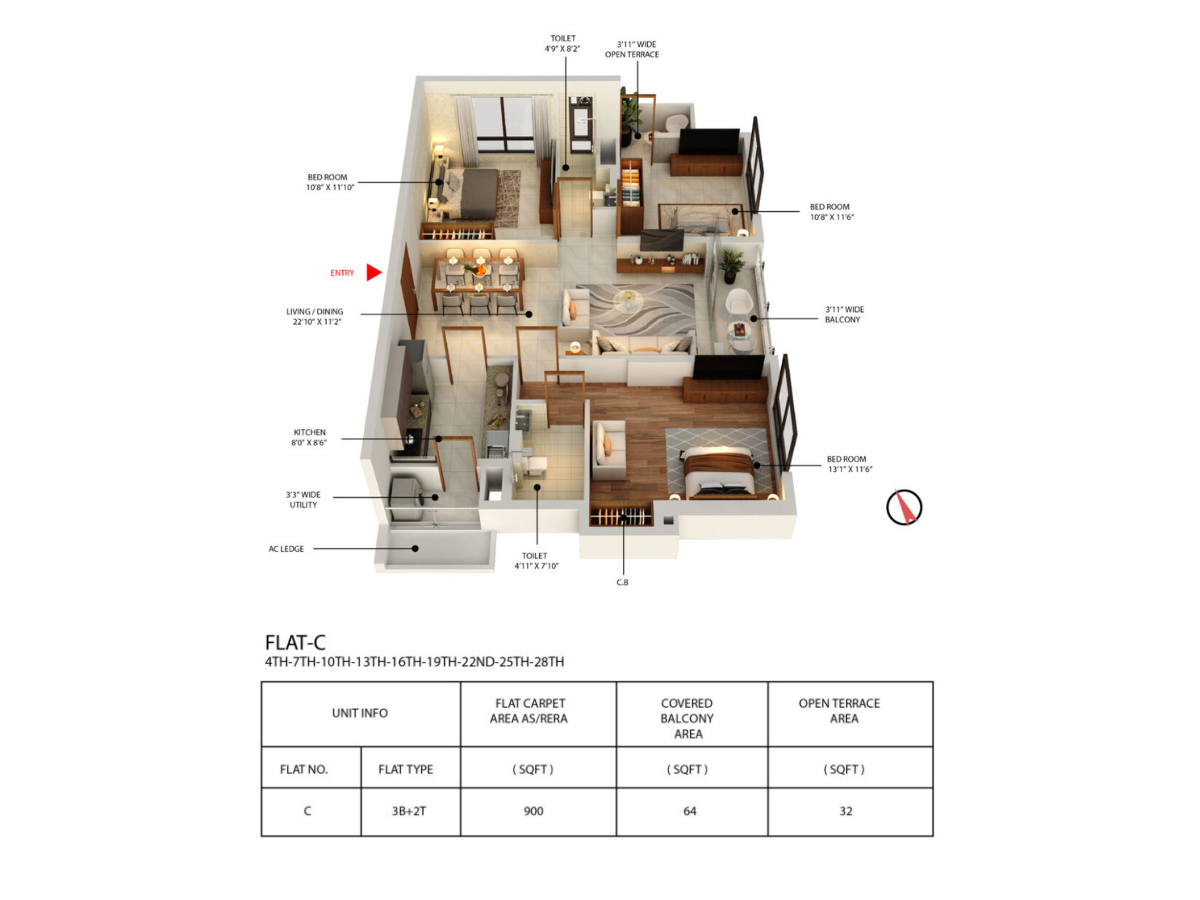 TOILET
4'9" X 8'2"
3'11" WIDE
OPEN TERRACE
BED ROOM
10'8" X 11'10"
BED ROOM
10'8" X 11'6"
ENTRY
LIVING / DINING
22'10" X 11'2"
3'11" WIDE
BALCONY
KITCHEN
8'0" X 8'6"
BED ROOM
13'1" X 11'6"
3'3" WIDE
UTILITY
AC LEDGE
TOILET
4'11" X 7'10"
C.B
FLAT-C
4TH-7TH-10TH-13TH-16TH-19TH-22ND-25TH-28TH
UNIT INFO
FLAT CARPET
AREA AS/RERA
COVERED
BALCONY
AREA
OPEN TERRACE
AREA
FLAT NO.
FLAT TYPE
( SQFT )
( SQFT )
( SQFT )
C
3B+2T
900
64
32